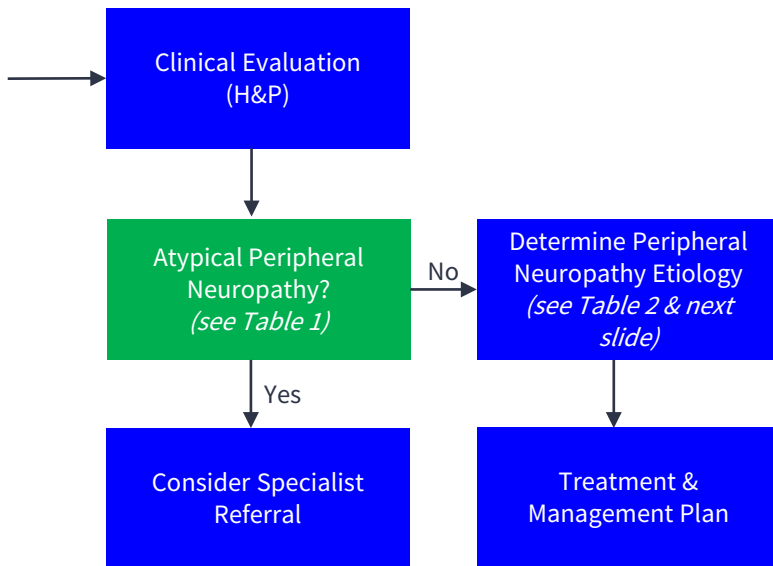 Clinical Evaluation
(H&P)
Atypical Peripheral
Neuropathy?
(see Table 1)
No
Determine Peripheral
Neuropathy Etiology
(see Table 2 & next
slide)
Yes
Consider Specialist
Referral
Treatment &
Management Plan